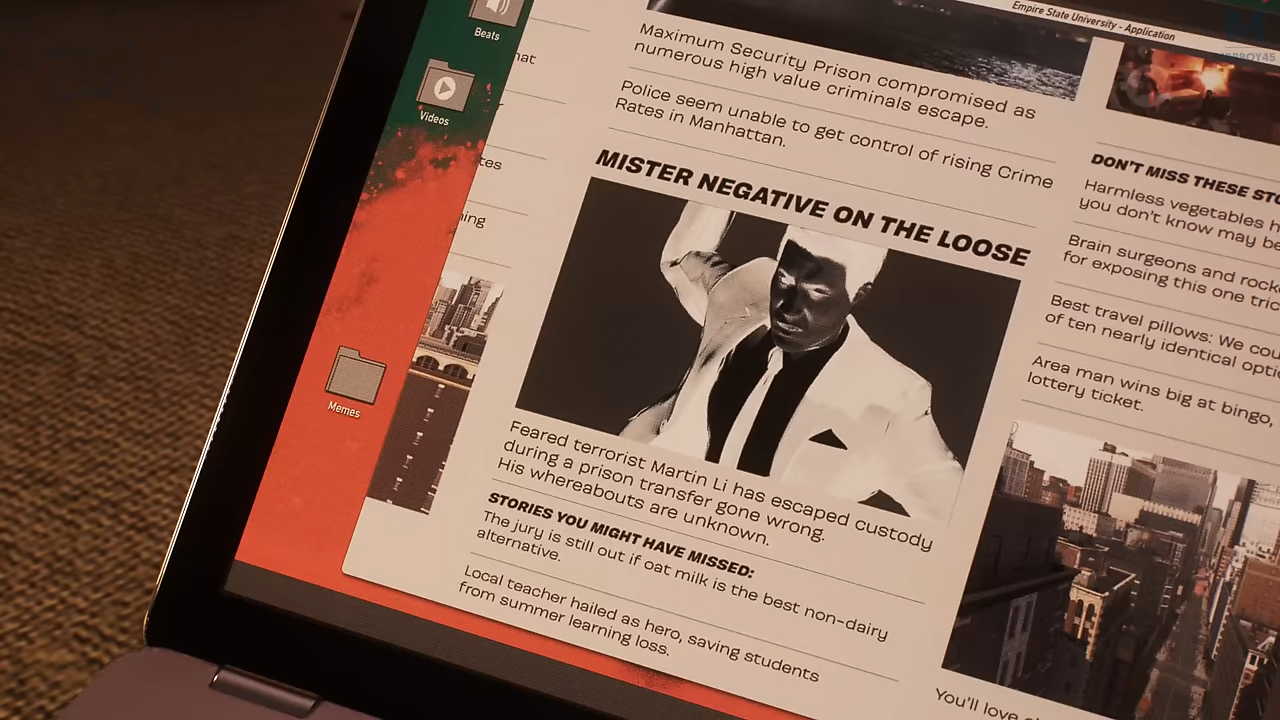 Beats
Videos
Memes
Empire State University - Application
Maximum Security Prison compromised as
numerous high value criminals escape.
Police seem unable to get control of rising Crime
Rates in Manhattan.
MISTER NEGATIVE ON THE LOOSE
Feared terrorist Martin Li has escaped custody
during a prison transfer gone wrong.
His whereabouts are unknown.
STORIES YOU MIGHT HAVE MISSED:
The jury is still out if oat milk is the best non-dairy
alternative.
Local teacher hailed as hero, saving students
from summer learning loss.
DON'T MISS THESE
Harmless vegetables
you don't know may be
Brain surgeons and
for exposing this one
Best travel pillows: We
of ten nearly identical
Area man wins big at bingo,
lottery ticket.
You'll love